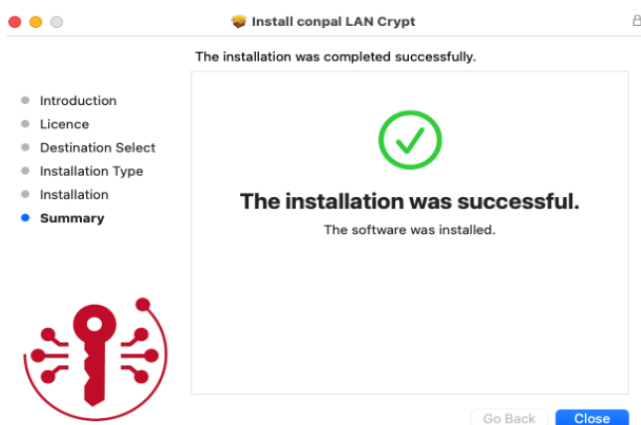 Install conpal LAN Crypt
The installation was completed successfully.
Introduction
Licence
Destination Select
Installation Type
Installation
Summary
The installation was successful.
The software was installed.
Go Back
Close